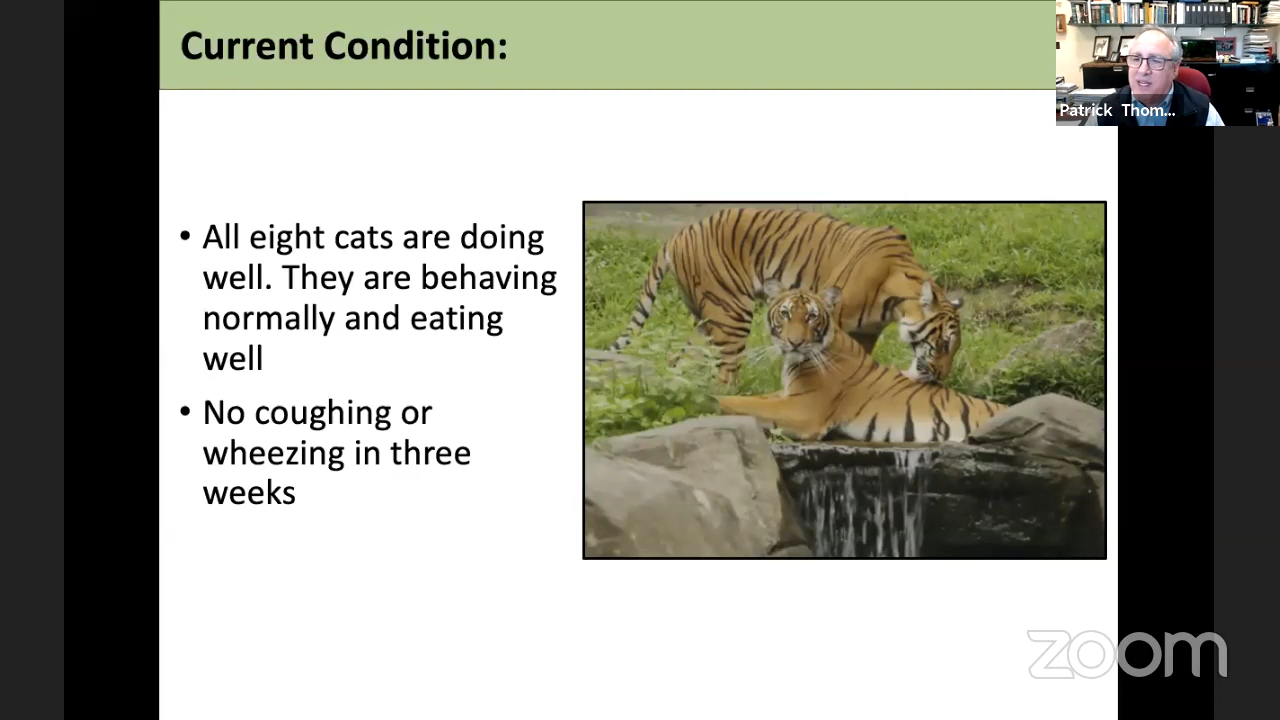 Current Condition:
Patrick Thom...
• All eight cats are doing
well. They are behaving
normally and eating
well
• No coughing or
wheezing in three
weeks
zoom